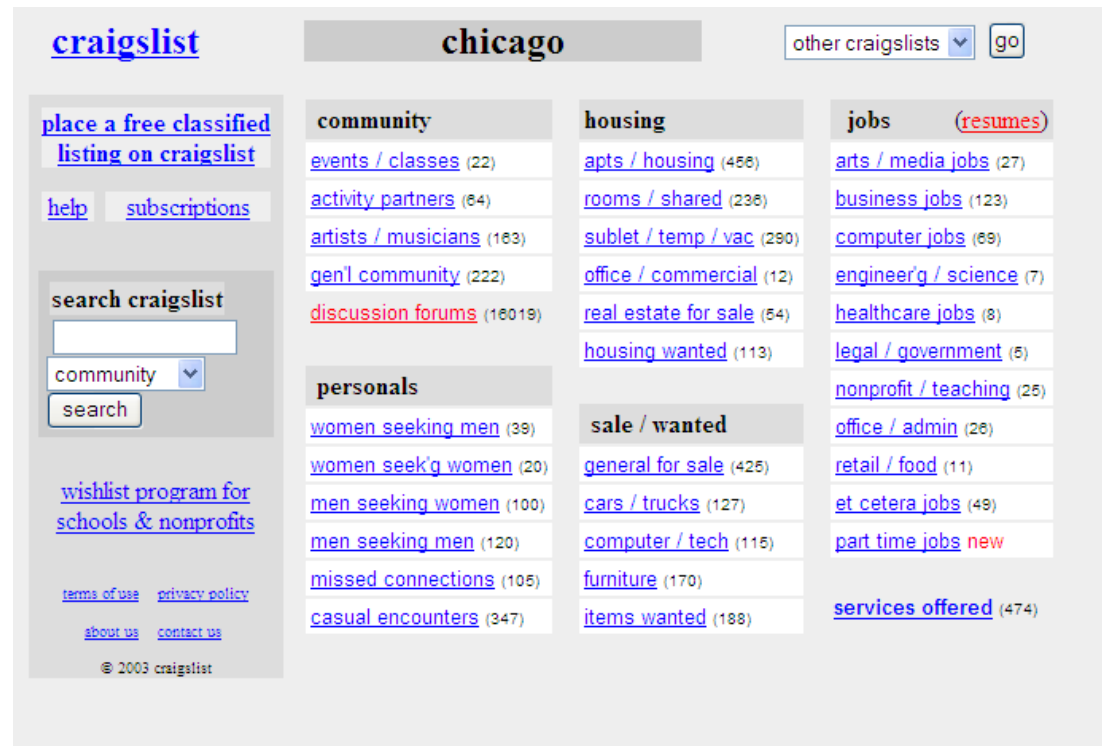 craigslist
chicago
other craigslists
go
place a free classified
listing on craigslist
help subscriptions
search craigslist
community
search
wishlist program for
schools & nonprofits
terms of use privacy policy
about us contact us
© 2003 craigslist
community
events / classes (22)
activity partners (64)
artists / musicians (163)
gen'l community (222)
discussion forums (16019)
personals
women seeking men (39)
women seek'g women (20)
men seeking women (100)
men seeking men (120)
missed connections (105)
casual encounters (347)
housing
apts / housing (456)
rooms / shared (236)
sublet / temp / vac (290)
office / commercial (12)
real estate for sale (54)
housing wanted (113)
sale / wanted
general for sale (425)
cars / trucks (127)
computer / tech (115)
furniture (170)
items wanted (188)
jobs (resumes)
arts / media jobs (27)
business jobs (123)
computer jobs (69)
engineer'g / science (7)
healthcare jobs (8)
legal / government (5)
nonprofit / teaching (25)
office / admin (26)
retail / food (11)
et cetera jobs (49)
part time jobs new
services offered (474)